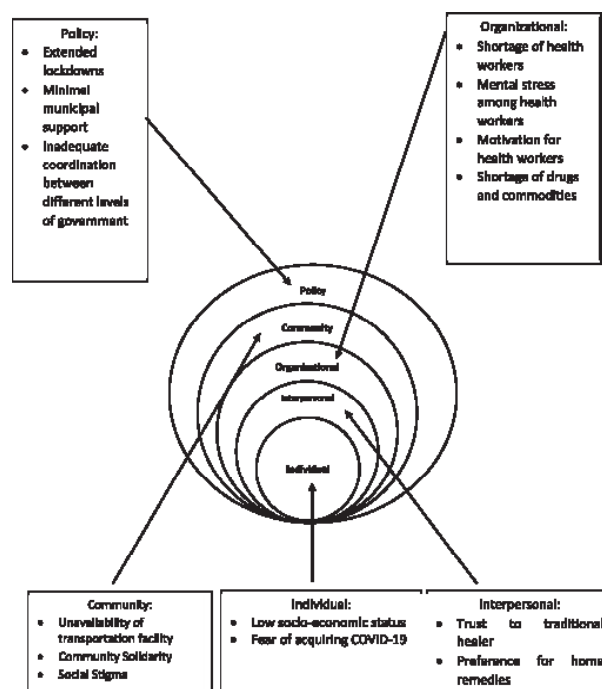 Policy:
• Extended
lockdowns
• Minimal
municipal
support
• Inadequate
coordination
between
different levels
of government
Organizational:
• Shortage of health
workers
• Mental stress
among health
workers
• Motivation for
health workers
• Shortage of drugs
and commodities
Policy
Community
Organizational
Interpersonal
Individual
Community:
• Unavailability of
transportation facility
• Community Solidarity
• Social Stigma
Individual:
• Low socio-economic status
• Fear of acquiring COVID-19
Interpersonal:
• Trust to traditional
healer
• Preference for home
remedies